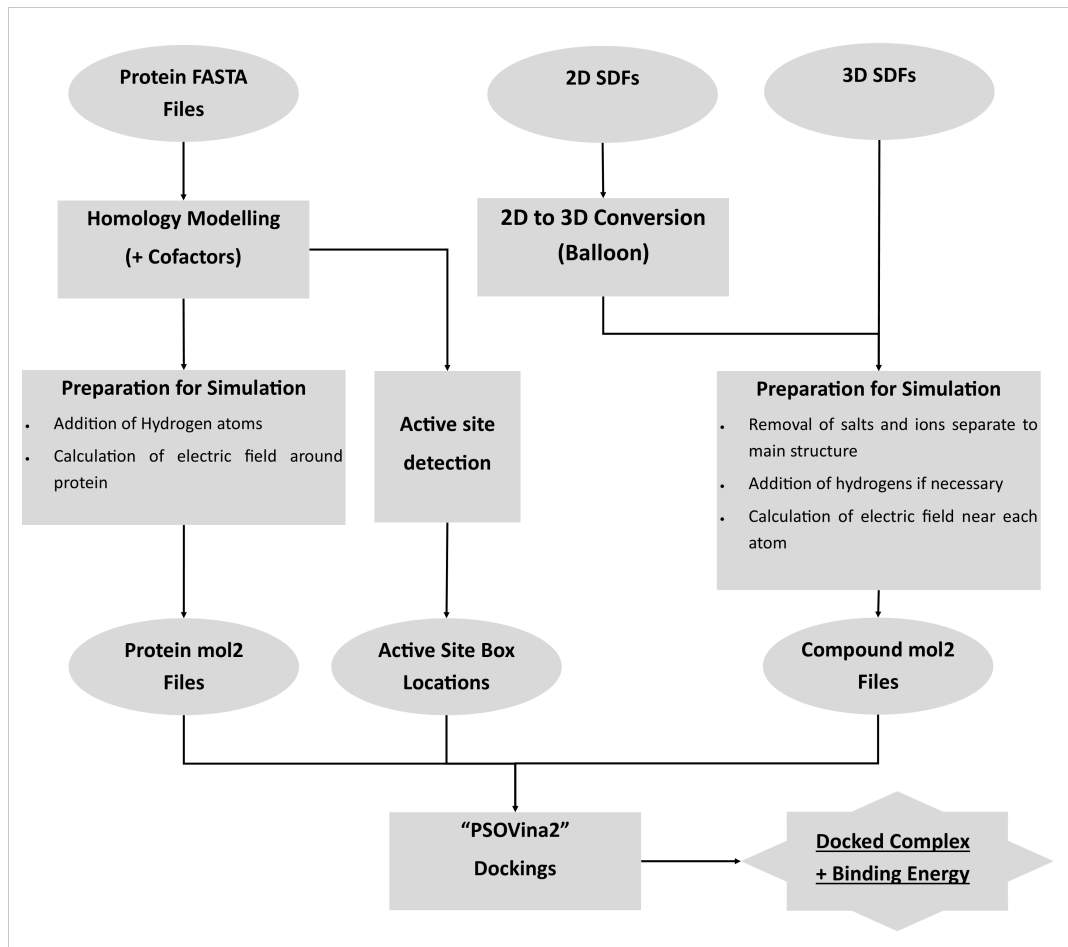 Protein FASTA
Files
2D SDFs
3D SDFs
Homology Modelling
(+ Cofactors)
2D to 3D Conversion
(Balloon)
Preparation for Simulation
• Addition of Hydrogen atoms
• Calculation of electric field around
protein
Active site
detection
Preparation for Simulation
• Removal of salts and ions separate to
main structure
• Addition of hydrogens if necessary
• Calculation of electric field near each
atom
Protein mol2
Files
Active Site Box
Locations
Compound mol2
Files
“PSOVina2”
Dockings
Docked Complex
+ Binding Energy